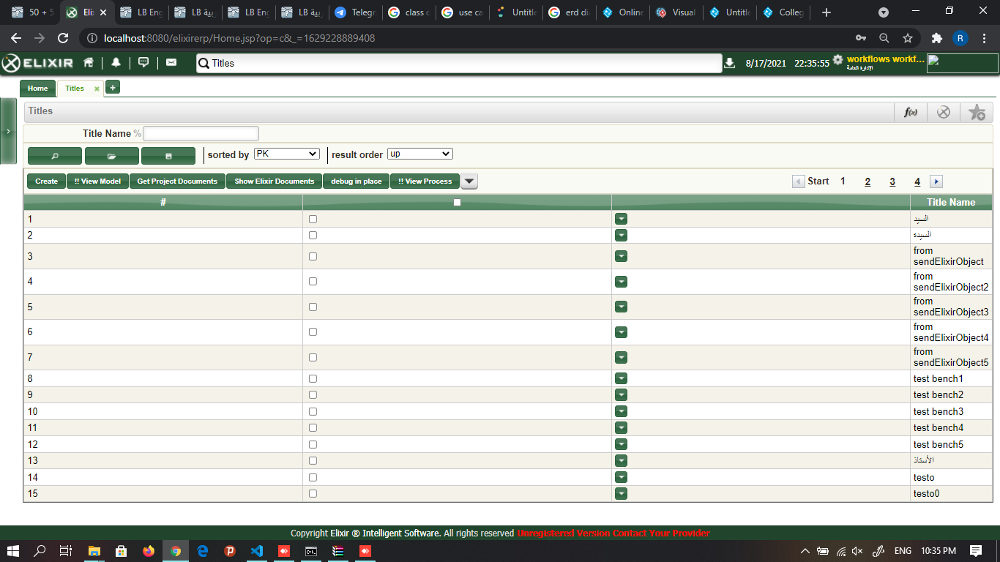 50 + 5
Eli
LB Eng
LB ربية
LB Eng
LB ربية
Telegr
class c
use ca
Untitle
erd dia
Online
Visual
Untitle
Colleg
localhost:8080/elixirerp/Home.jsp?op=c&_=1629228889408
R
ELIXIR
Titles
8/17/2021 22:35:55
workflows workf...
الإدارة العامة
Home
Titles
Titles
f(x)
Title Name %
sorted by PK result order up
Create !! View Model Get Project Documents Show Elixir Documents debug in place !! View Process
Start 1 2 3 4
# Title Name
1 السيد
2 السيدة
3 from
sendElixirObject
4 from
sendElixirObject2
5 from
sendElixirObject3
6 from
sendElixirObject4
7 from
sendElixirObject5
8 test bench1
9 test bench2
10 test bench3
11 test bench4
12 test bench5
13 الأستاذ
14 testo
15 testo0
Copyright Elixir ® Intelligent Software. All rights reserved Unregistered Version Contact Your Provider
ENG 10:35 PM